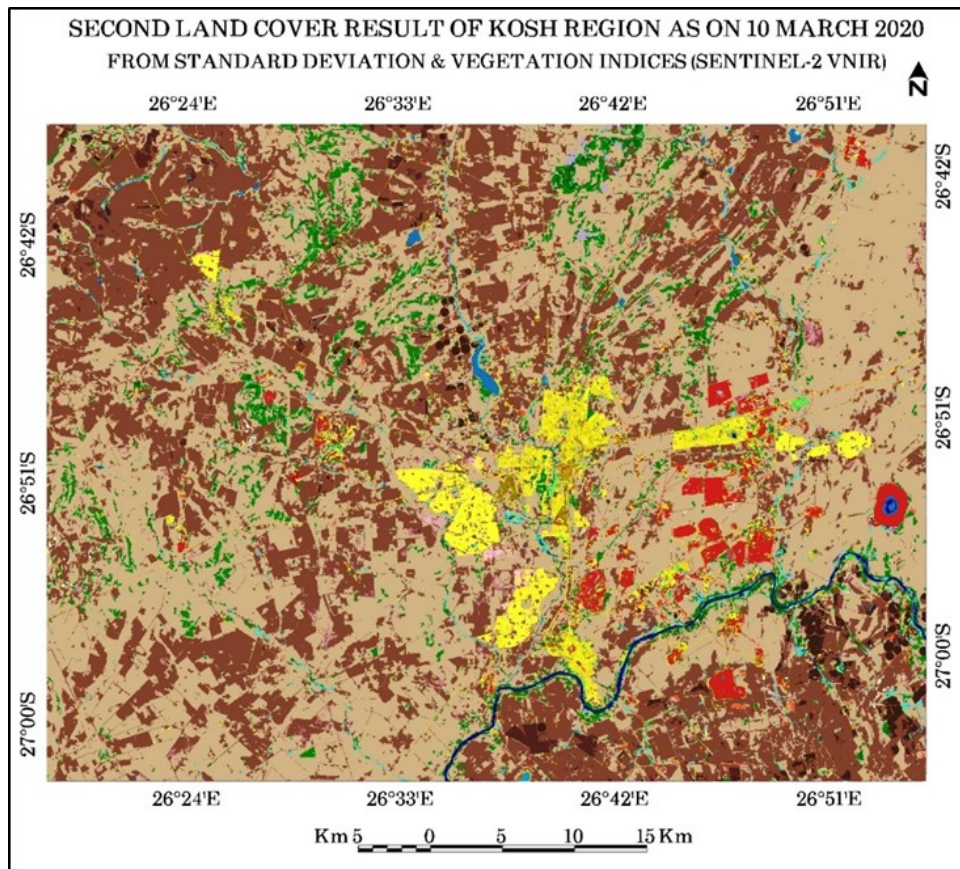 SECOND LAND COVER RESULT OF KOSH REGION AS ON 10 MARCH 2020
FROM STANDARD DEVIATION & VEGETATION INDICES (SENTINEL-2 VNIR)
N
26°24'E 26°33'E 26°42'E 26°51'E
26°42'S
26°42'S
26°51'S
26°51'S
27°00'S
27°00'S
26°24'E 26°33'E 26°42'E 26°51'E
Km 5 0 5 10 15 Km